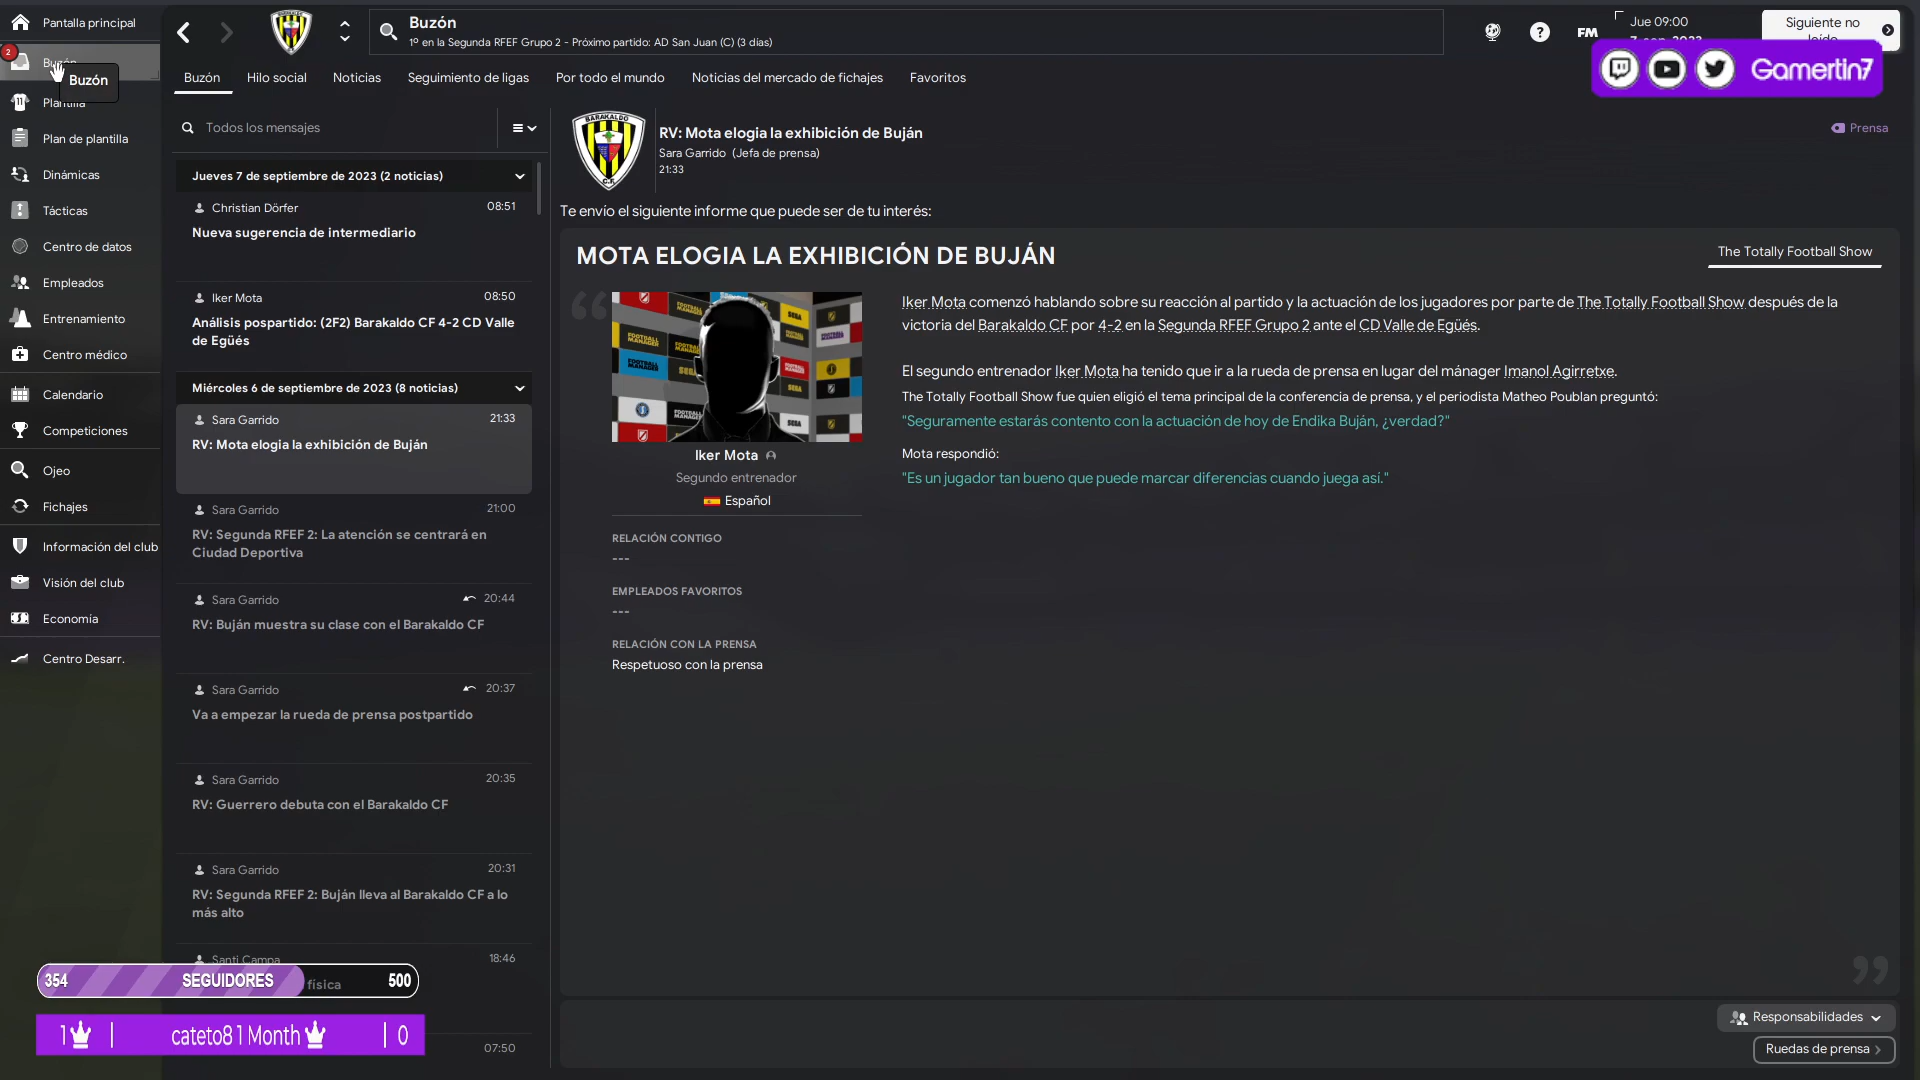 Pantalla principal
Buzón
1º en la Segunda RFEF Grupo 2 - Próximo partido: AD San Juan (C) (3 días)
FM
Jue 09:00
Siguiente no
Gamertin7
2
Buzón
Plantilla
Plan de plantilla
Dinámicas
Tácticas
Centro de datos
Empleados
Entrenamiento
Centro médico
Calendario
Competiciones
Ojeo
Fichajes
Información del club
Visión del club
Economía
Centro Desarr.
Buzón
Hilo social
Noticias
Seguimiento de ligas
Por todo el mundo
Noticias del mercado de fichajes
Favoritos
Todos los mensajes
Jueves 7 de septiembre de 2023 (2 noticias)
Christian Dörfer 08:51
Nueva sugerencia de intermediario
Iker Mota 08:50
Análisis pospartido: (2F2) Barakaldo CF 4-2 CD Valle
de Egüés
Miércoles 6 de septiembre de 2023 (8 noticias)
Sara Garrido 21:33
RV: Mota elogia la exhibición de Buján
Sara Garrido 21:00
RV: Segunda RFEF 2: La atención se centrará en
Ciudad Deportiva
Sara Garrido 20:44
RV: Buján muestra su clase con el Barakaldo CF
Sara Garrido 20:37
Va a empezar la rueda de prensa postpartido
Sara Garrido 20:35
RV: Guerrero debuta con el Barakaldo CF
Sara Garrido 20:31
RV: Segunda RFEF 2: Buján lleva al Barakaldo CF a lo
más alto
Santi Campa 18:46
física
07:50
354 SEGUIDORES 500
1 cateto8 1 Month 0
BARAKALDO
RV: Mota elogia la exhibición de Buján
Sara Garrido (Jefa de prensa)
21:33
Prensa
Te envío el siguiente informe que puede ser de tu interés:
MOTA ELOGIA LA EXHIBICIÓN DE BUJÁN
The Totally Football Show
Iker Mota comenzó hablando sobre su reacción al partido y la actuación de los jugadores por parte de The Totally Football Show después de la
victoria del Barakaldo CF por 4-2 en la Segunda RFEF Grupo 2 ante el CD Valle de Egüés.
El segundo entrenador Iker Mota ha tenido que ir a la rueda de prensa en lugar del mánager Imanol Agirretxe.
The Totally Football Show fue quien eligió el tema principal de la conferencia de prensa, y el periodista Matheo Poublan preguntó:
"Seguramente estarás contento con la actuación de hoy de Endika Buján, ¿verdad?"
Mota respondió:
"Es un jugador tan bueno que puede marcar diferencias cuando juega así."
Iker Mota
Segundo entrenador
Español
RELACIÓN CONTIGO
---
EMPLEADOS FAVORITOS
---
RELACIÓN CON LA PRENSA
Respetuoso con la prensa
Responsabilidades
Ruedas de prensa